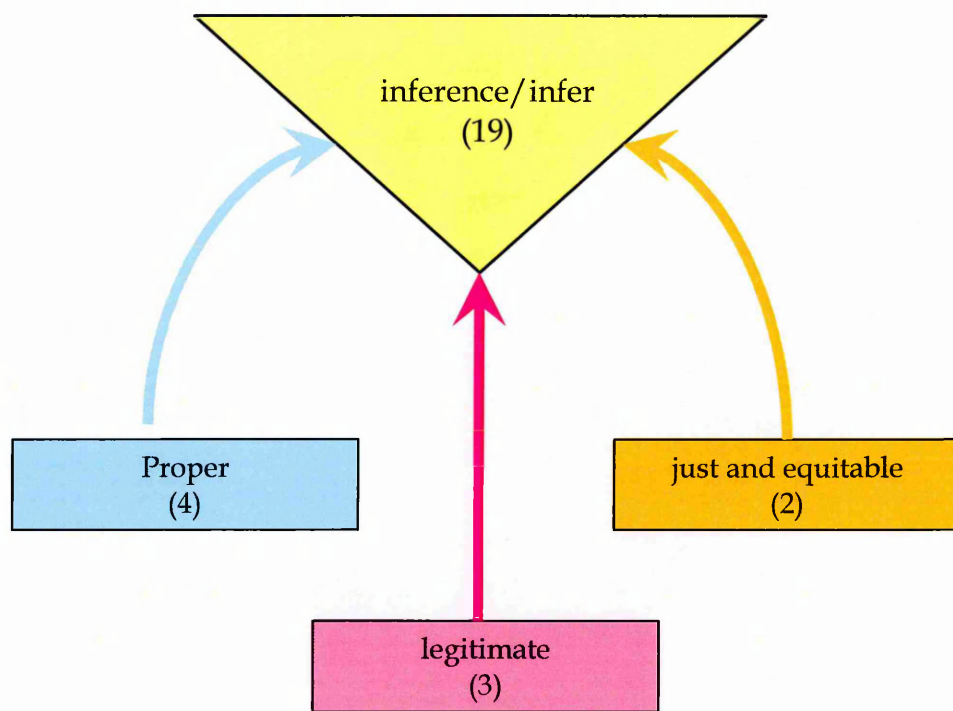 inference/infer
(19)
Proper
(4)
just and equitable
(2)
legitimate
(3)